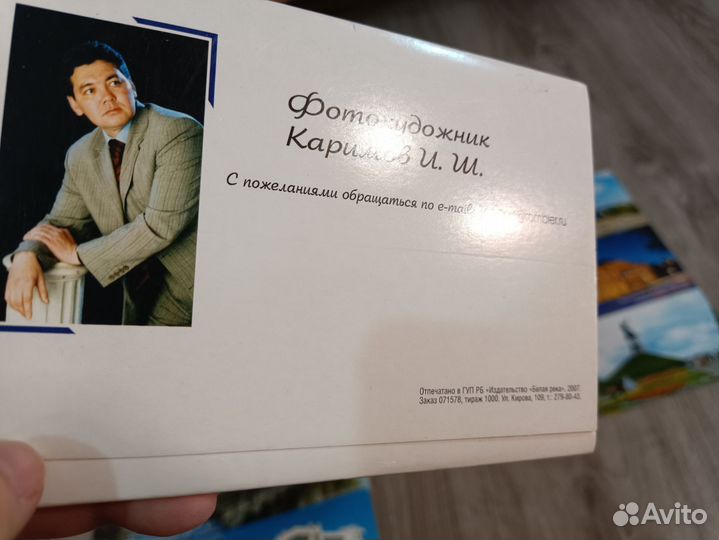 Фотохудожник
Каримов И. Ш.
С пожеланиями обращаться по e-mail:
Отпечатано в ГУП РБ «Издательство «Белая река», 2007.
Заказ 071578, тираж 1000. Ул. Кирова, 109, т.: 279-80-43.
Avito